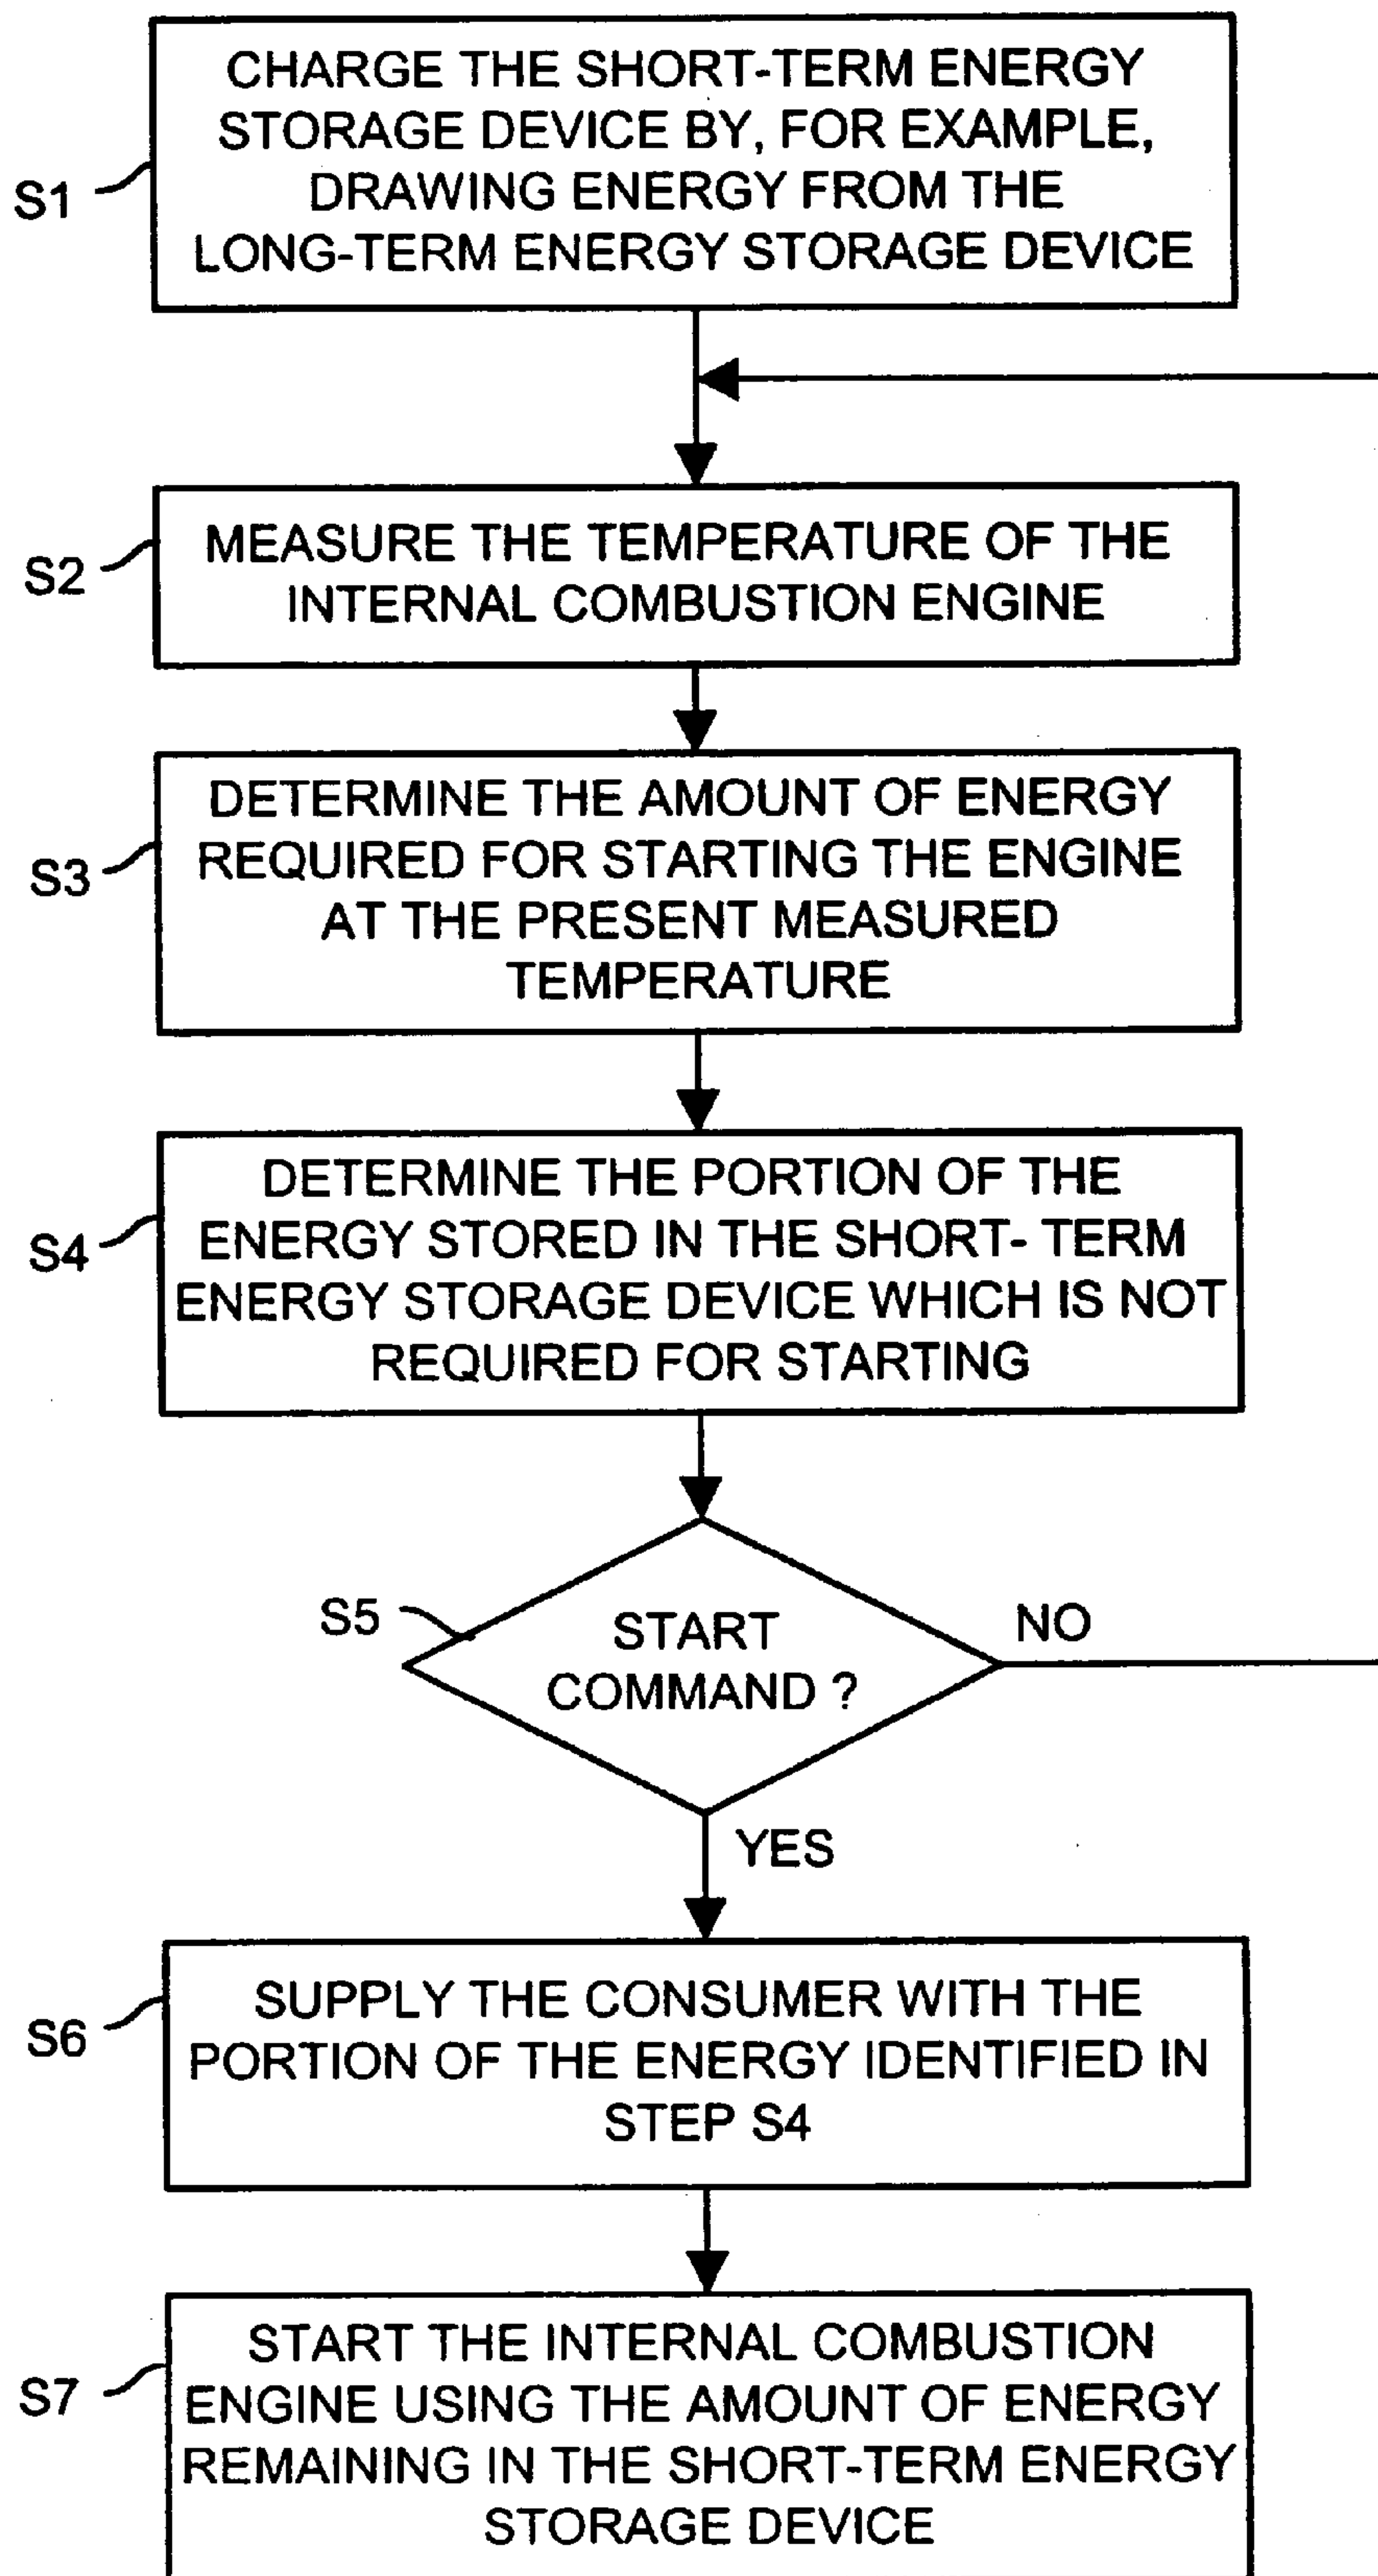 CHARGE THE SHORT-TERM ENERGY
STORAGE DEVICE BY, FOR EXAMPLE,
DRAWING ENERGY FROM THE
LONG-TERM ENERGY STORAGE DEVICE
S1
MEASURE THE TEMPERATURE OF THE
INTERNAL COMBUSTION ENGINE
S2
DETERMINE THE AMOUNT OF ENERGY
REQUIRED FOR STARTING THE ENGINE
AT THE PRESENT MEASURED
TEMPERATURE
S3
DETERMINE THE PORTION OF THE
ENERGY STORED IN THE SHORT- TERM
ENERGY STORAGE DEVICE WHICH IS NOT
REQUIRED FOR STARTING
S4
S5
START
COMMAND ?
NO
YES
SUPPLY THE CONSUMER WITH THE
PORTION OF THE ENERGY IDENTIFIED IN
STEP S4
S6
START THE INTERNAL COMBUSTION
ENGINE USING THE AMOUNT OF ENERGY
REMAINING IN THE SHORT-TERM ENERGY
STORAGE DEVICE
S7